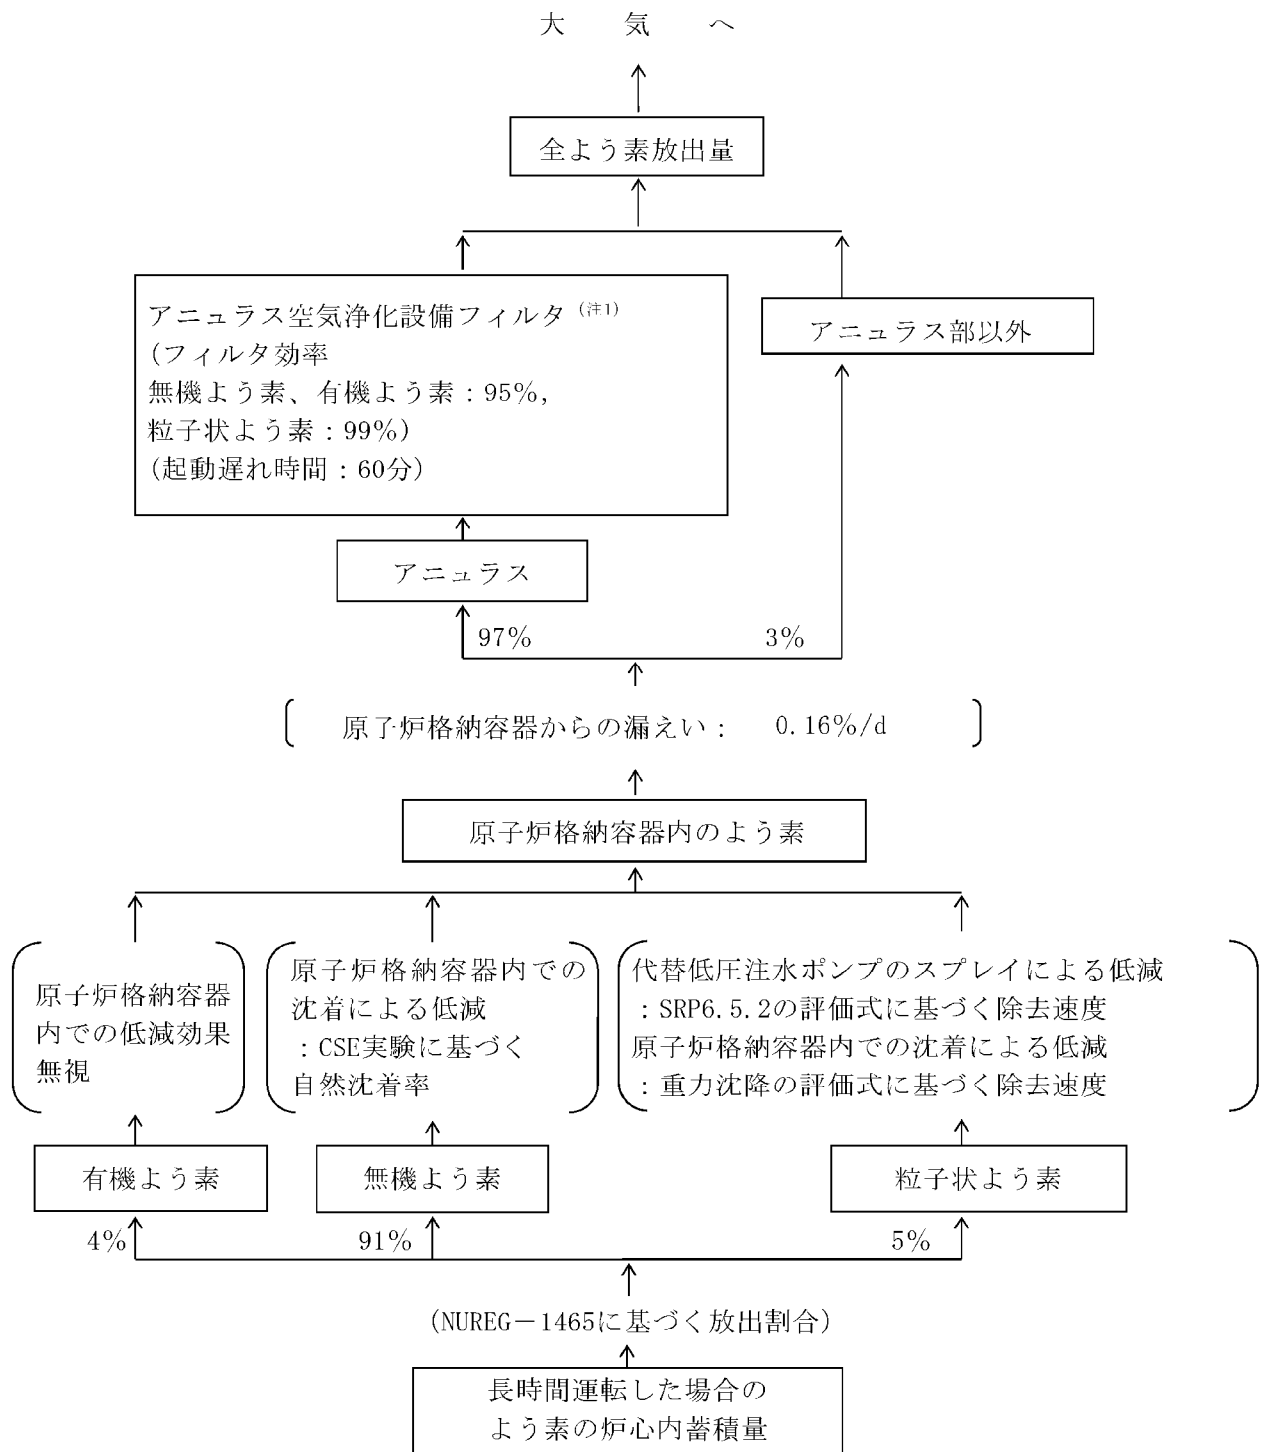 大 気 へ
全よう素放出量
アニュラス空気浄化設備フィルタ (注1)
(フィルタ効率
無機よう素、有機よう素：95%,
粒子状よう素：99%)
(起動遅れ時間：60分)
アニュラス部以外
アニュラス
97%
3%
原子炉格納容器からの漏えい： 0.16%/d
原子炉格納容器内のよう素
原子炉格納容器
内での低減効果
無視
原子炉格納容器内での
沈着による低減
：CSE実験に基づく
自然沈着率
代替低圧注水ポンプのスプレイによる低減
：SRP6.5.2の評価式に基づく除去速度
原子炉格納容器内での沈着による低減
：重力沈降の評価式に基づく除去速度
有機よう素
無機よう素
粒子状よう素
4%
91%
5%
(NUREG－1465に基づく放出割合)
長時間運転した場合の
よう素の炉心内蓄積量